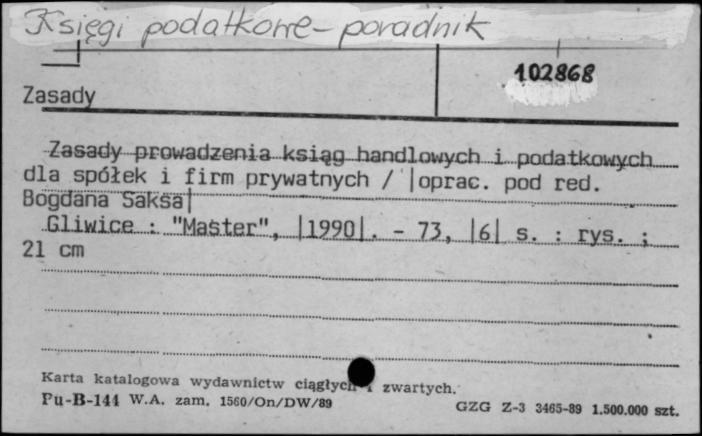 Księgi podatkowe - poradnik
102868
Zasady
Zasady prowadzenia ksiąg handlowych i podatkowych
dla spółek i firm prywatnych / |oprac. pod red.
Bogdana Saksa|
Gliwice : "Master", |1990|. - 73, |6| s. : rys. ;
21 cm
Karta katalogowa wydawnictw ciągłych i zwartych.
Pu-B-144 W.A. zam. 1560/On/DW/89
GZG Z-3 3465-89 1.500.000 szt.